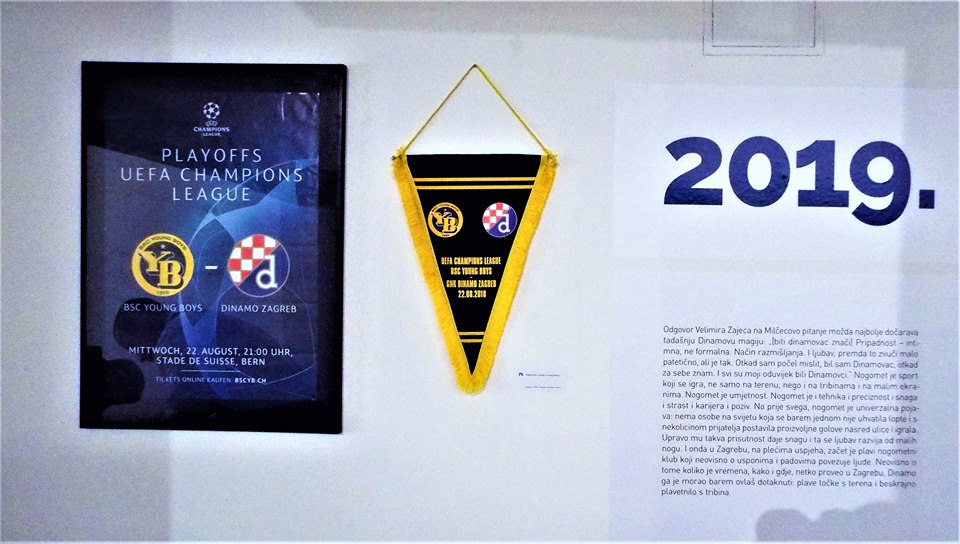 UEFA
CHAMPIONS
LEAGUE
PLAYOFFS
UEFA CHAMPIONS
LEAGUE
BSC YOUNG BOYS
YB
1898
-
d
BSC YOUNG BOYS
DINAMO ZAGREB
MITTWOCH, 22. AUGUST, 21:00 UHR,
STADE DE SUISSE, BERN
TICKETS ONLINE KAUFEN: BSCYB.CH
YB
d
UEFA CHAMPIONS LEAGUE
BSC YOUNG BOYS
-
GNK DINAMO ZAGREB
22.08.2018
2019.
Odgovor Velimira Zajeca na Milčecovo pitanje možda najbolje dočarava
tadašnju Dinamovu magiju: „[biti dinamovac znači] Pripadnost – inti-
mna, ne formalna. Način razmišljanja. I ljubav, premda to zvuči malo
patetično, ali je tak. Otkad sam počel mislit, bil sam Dinamovac, otkad
za sebe znam. I svi su moji oduvijek bili Dinamovci.” Nogomet je sport
koji se igra, ne samo na terenu, nego i na tribinama i na malim ekra-
nima. Nogomet je umjetnost. Nogomet je i tehnika i preciznost i snaga
i strast i karijera i poziv. No prije svega, nogomet je univerzalna poja-
va: nema osobe na svijetu koja se barem jednom nije uhvatila lopte i s
nekolicinom prijatelja postavila proizvoljne golove nasred ulice i igrala.
Upravo mu takva prisutnost daje snagu i ta se ljubav razvija od malih
nogu. I onda u Zagrebu, na plećima uspjeha, začet je plavi nogometni
klub koji neovisno o usponima i padovima povezuje ljude. Neovisno o
tome koliko je vremena, kako i gdje, netko proveo u Zagrebu, Dinamo
ga je morao barem ovlaš dotaknuti: plave točke s terena i beskrajno
plavetnilo s tribina.